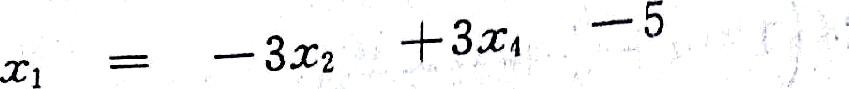 x₁ = −3x₂ +3x₄ −5